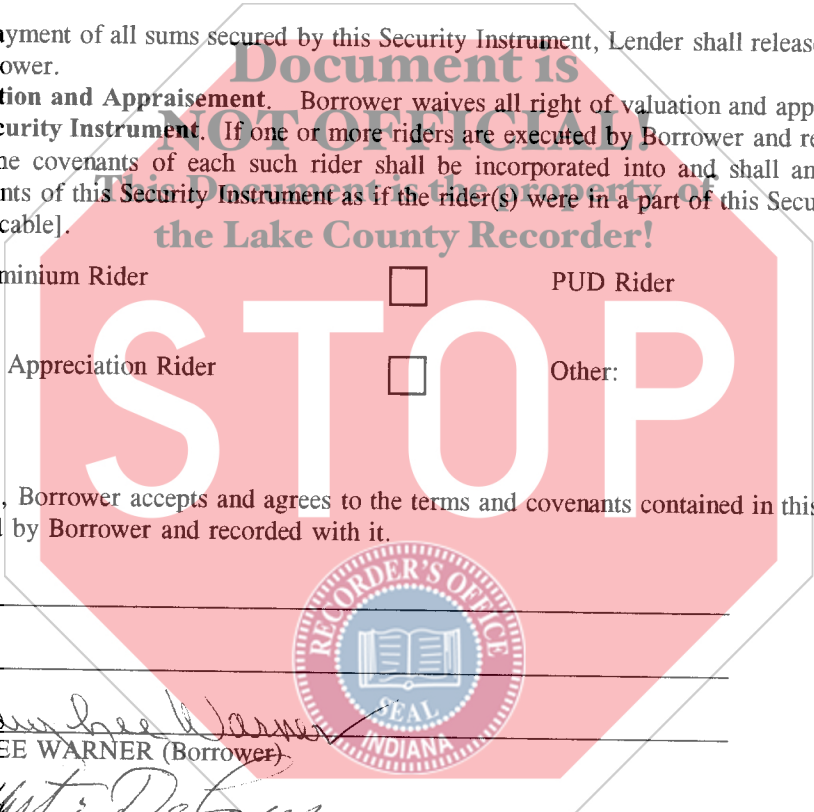 ayment of all sums secured by this Security Instrument, Lender shall release
ower.
Document is
tion and Appraisement. Borrower waives all right of valuation and app
NOT OFFICIAL!
curity Instrument. If one or more riders are executed by Borrower and re
ne covenants of each such rider shall be incorporated into and shall am
This Document is the property of
nts of this Security Instrument as if the rider(s) were in a part of this Secu
cable].
the Lake County Recorder!
minium Rider
PUD Rider
STOP
Appreciation Rider
Other:
, Borrower accepts and agrees to the terms and covenants contained in this
l by Borrower and recorded with it.
RECORDER'S OFFICE
SEAL
INDIANA
Lee Warner
EE WARNER (Borrower)